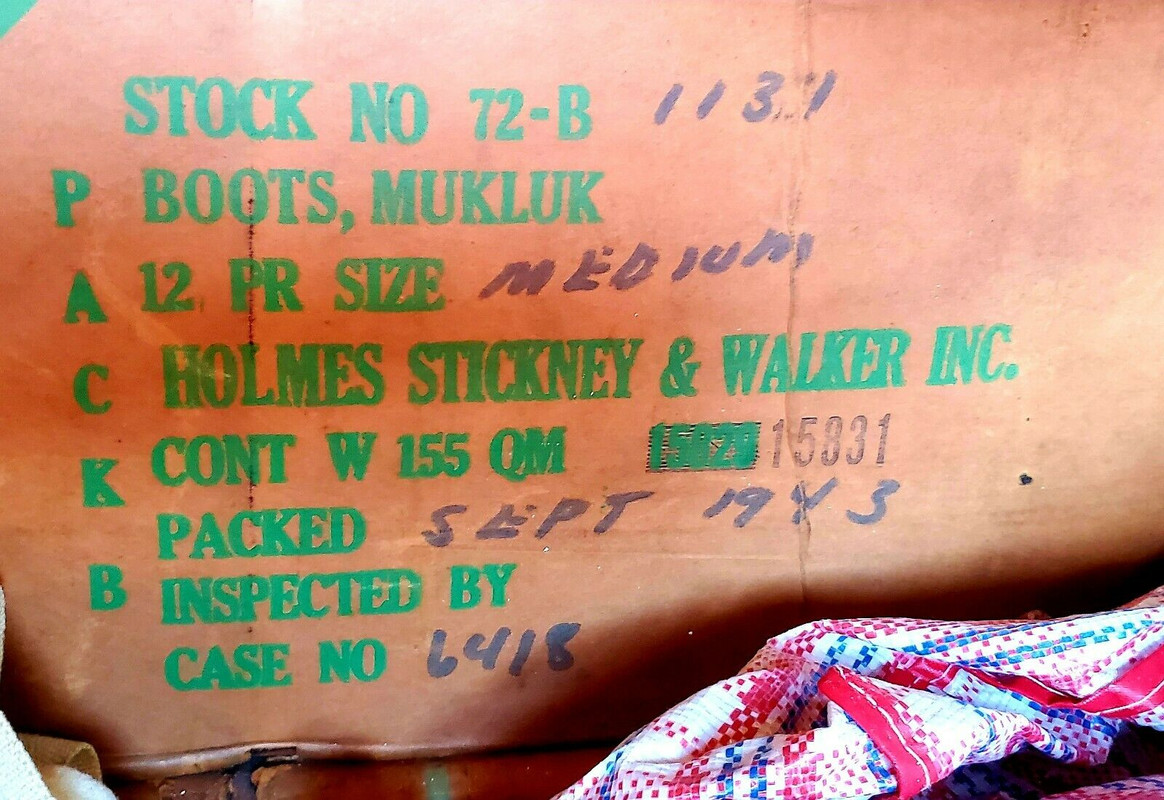 STOCK NO 72-B
P BOOTS, MUKLUK
A 12 PR SIZE MEDIUM
C HOLMES STICKNEY & WALKER INC.
K CONT W 155 QM 15831
PACKED SEPT 1943
B INSPECTED BY
CASE NO 6418